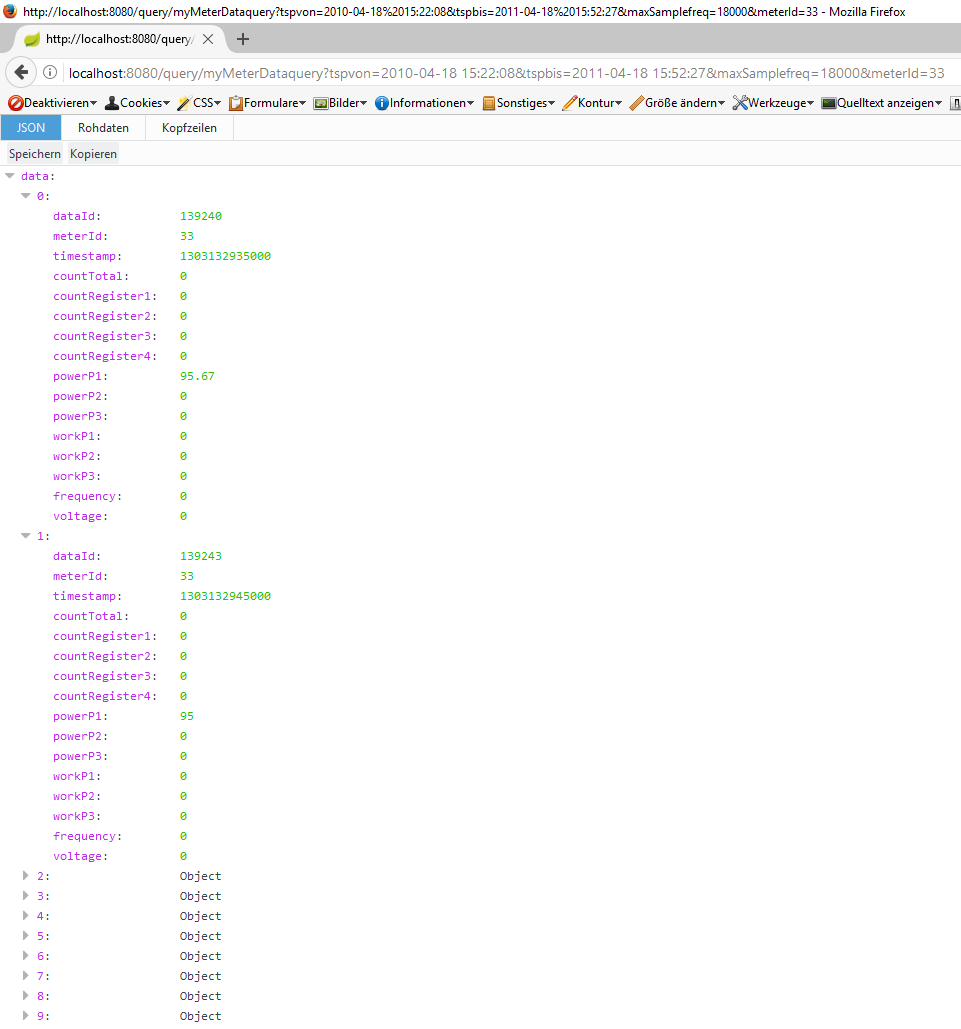 http://localhost:8080/query/myMeterDataquery?tspvon=2010-04-18%2015:22:08&tspbis=2011-04-18%2015:52:27&maxSamplefreq=18000&meterId=33 - Mozilla Firefox
http://localhost:8080/query/
localhost:8080/query/myMeterDataquery?tspvon=2010-04-18 15:22:08&tspbis=2011-04-18 15:52:27&maxSamplefreq=18000&meterId=33
Deaktivieren Cookies CSS Formulare Bilder Informationen Sonstiges Kontur Größe ändern Werkzeuge Quelltext anzeigen
JSON Rohdaten Kopfzeilen
Speichern Kopieren
data:
0:
dataId: 139240
meterId: 33
timestamp: 1303132935000
countTotal: 0
countRegister1: 0
countRegister2: 0
countRegister3: 0
countRegister4: 0
powerP1: 95.67
powerP2: 0
powerP3: 0
workP1: 0
workP2: 0
workP3: 0
frequency: 0
voltage: 0
1:
dataId: 139243
meterId: 33
timestamp: 1303132945000
countTotal: 0
countRegister1: 0
countRegister2: 0
countRegister3: 0
countRegister4: 0
powerP1: 95
powerP2: 0
powerP3: 0
workP1: 0
workP2: 0
workP3: 0
frequency: 0
voltage: 0
2: Object
3: Object
4: Object
5: Object
6: Object
7: Object
8: Object
9: Object